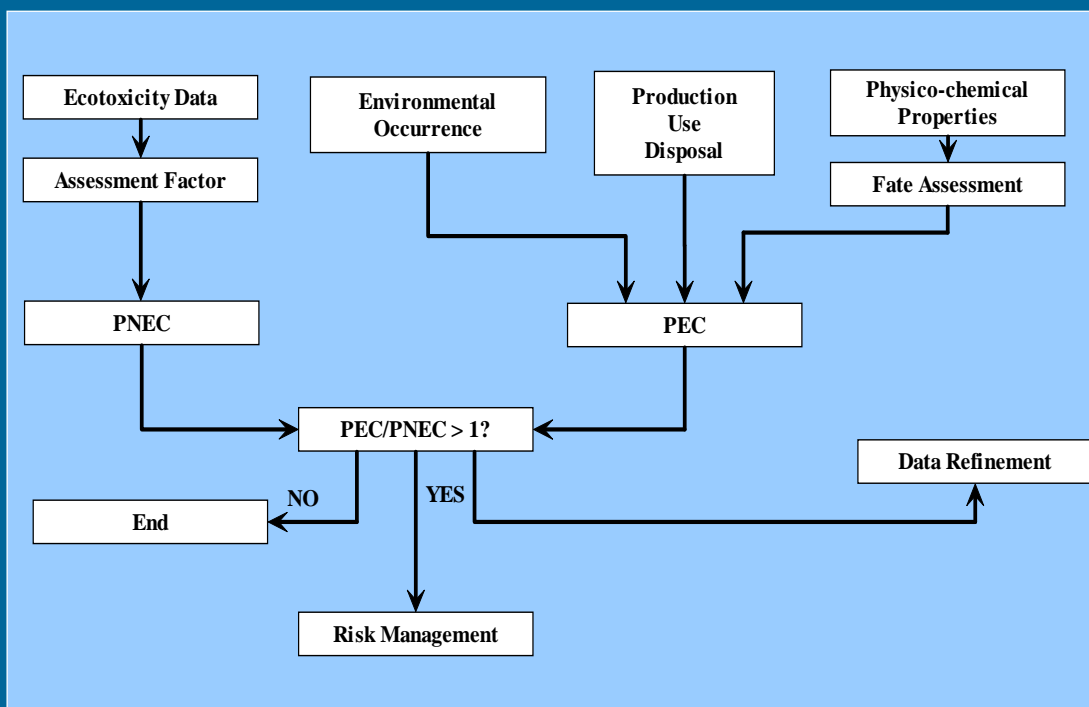 Ecotoxicity Data
Environmental
Occurrence
Production
Use
Disposal
Physico-chemical
Properties
Assessment Factor
Fate Assessment
PNEC
PEC
PEC/PNEC > 1?
Data Refinement
NO
YES
End
Risk Management